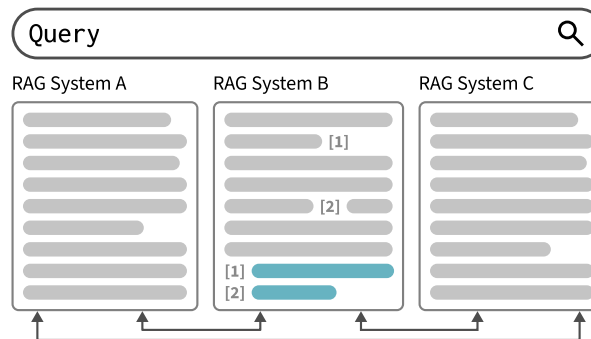 Query
RAG System A
RAG System B
RAG System C
[1]
[2]
[1]
[2]